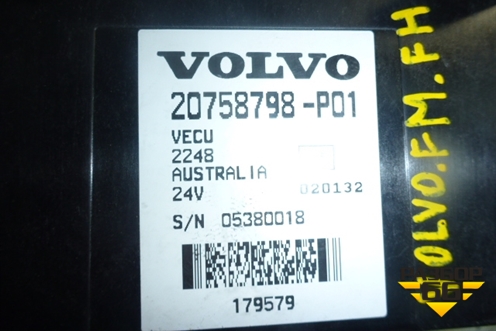 VOLVO
20758798-P01
VECU
2248
AUSTRALIA
24V 020132
S/N 05380018
179579
VOLVO.FM.FH